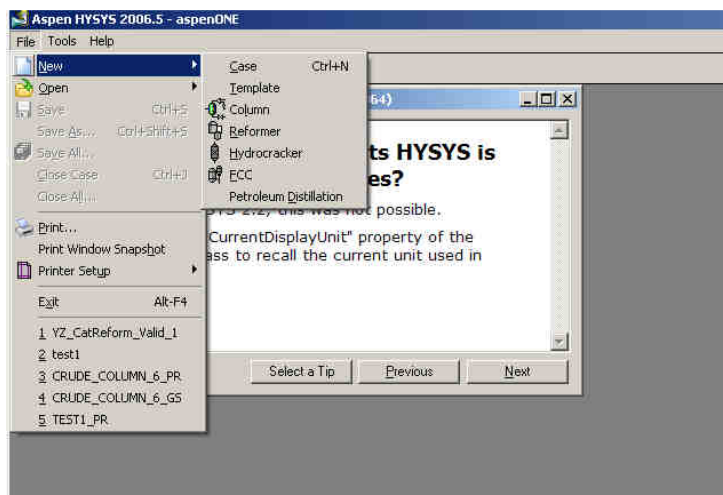 Aspen HYSYS 2006.5 - aspenONE
File Tools Help
New
Open
Save Ctrl+S
Save As... Ctrl+Shift+S
Save All...
Close Case Ctrl+J
Close All...
Print...
Print Window Snapshot
Printer Setup
Exit Alt-F4
1 YZ_CatReform_Valid_1
2 test1
3 CRUDE_COLUMN_6_PR
4 CRUDE_COLUMN_6_GS
5 TEST1_PR
Case Ctrl+N
Template
Column
Reformer
Hydrocracker
FCC
Petroleum Distillation
64)
ts HYSYS is
es?
2.2, this was not possible.
CurrentDisplayUnit" property of the
ass to recall the current unit used in
Select a Tip Previous Next